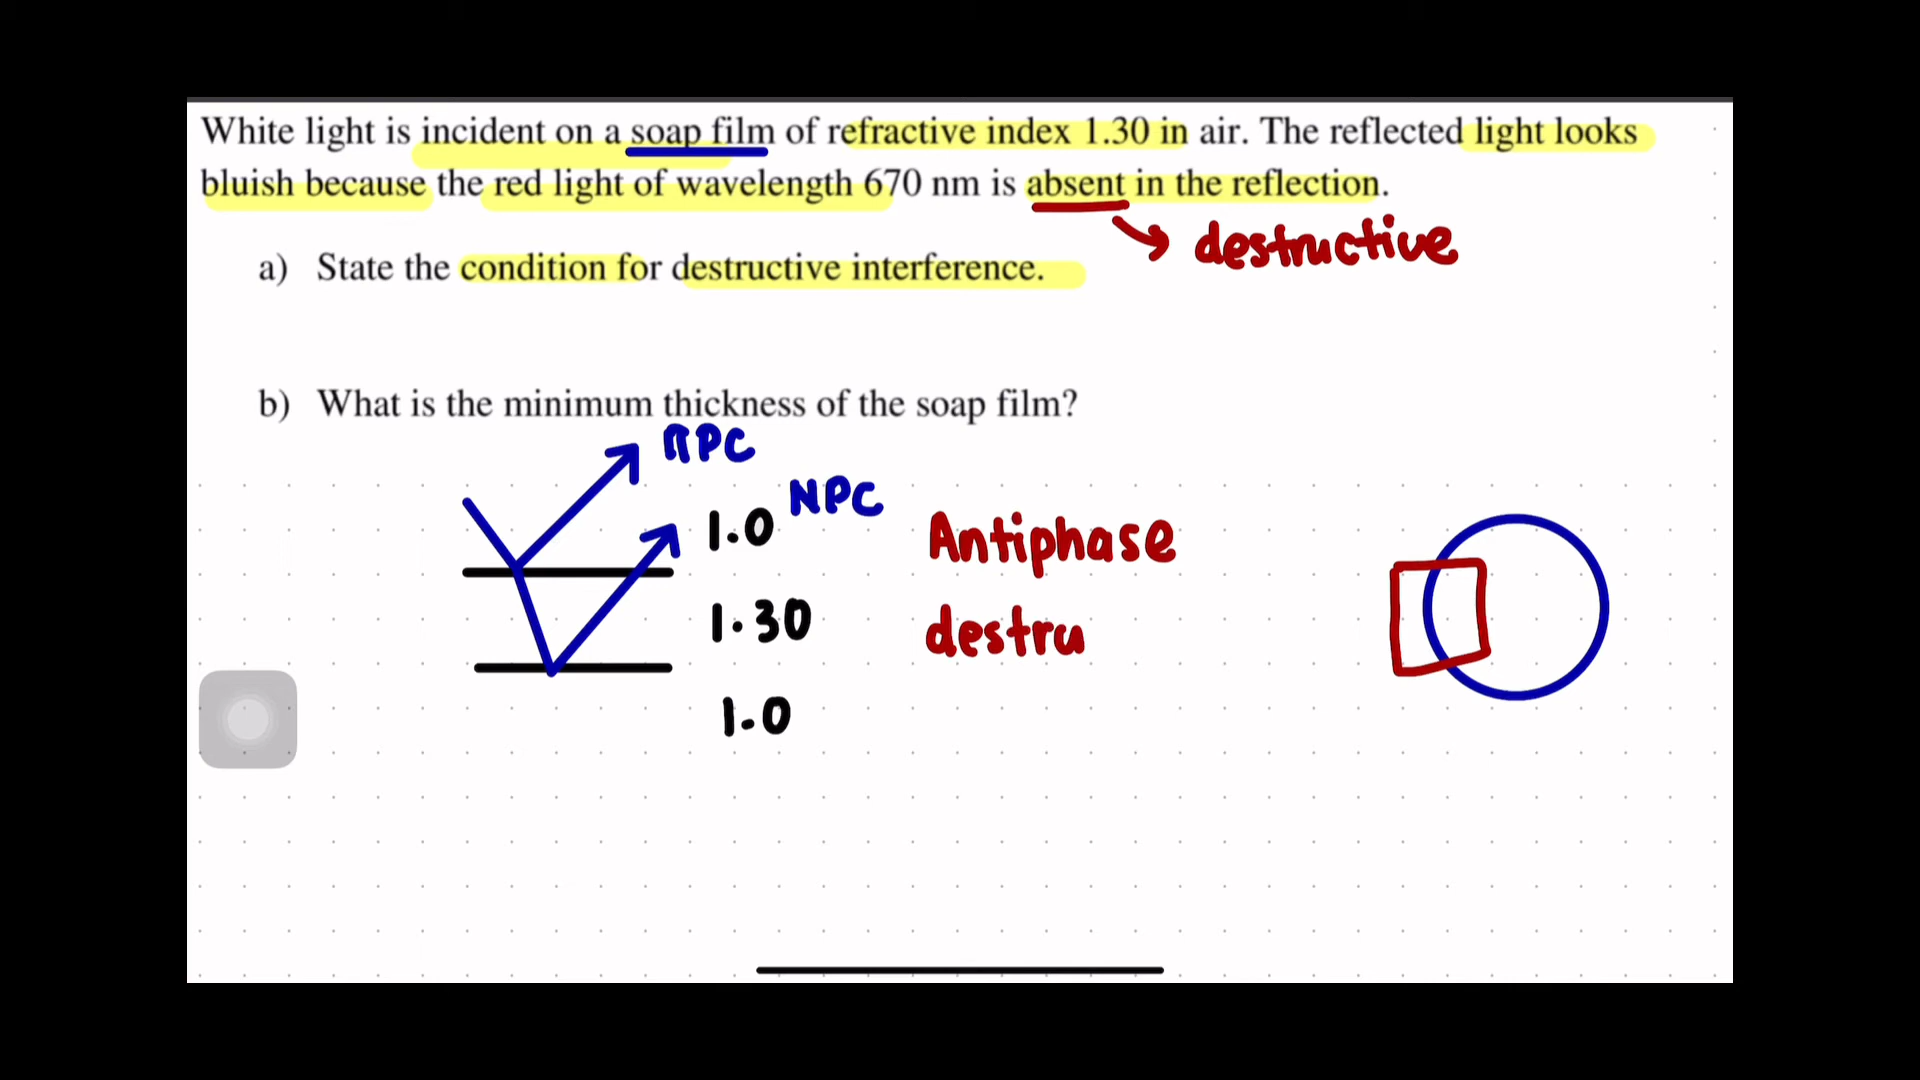 White light is incident on a soap film of refractive index 1.30 in air. The reflected light looks
bluish because the red light of wavelength 670 nm is absent in the reflection.
destructive
a) State the condition for destructive interference.
b) What is the minimum thickness of the soap film?
πPC
NPC
1.0
Antiphase
1.30
destru
1.0